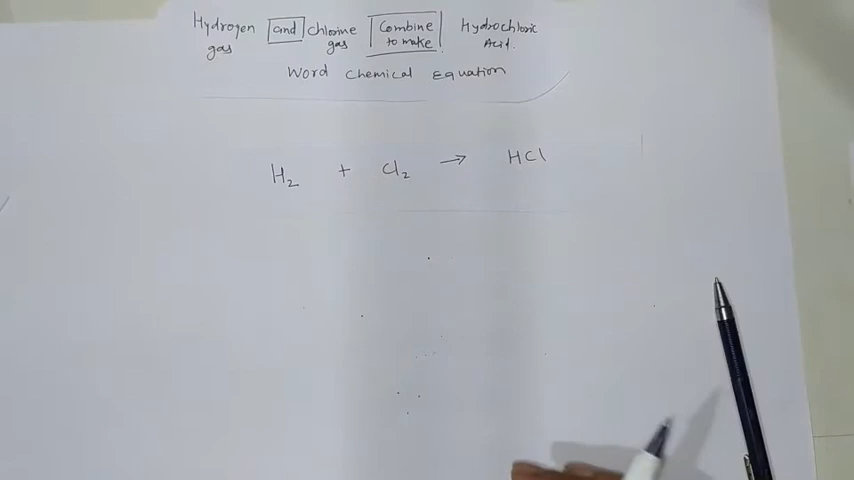 Hydrogen and chlorine Combine Hydrochloric
gas gas to make Acid.
Word Chemical Equation
H₂ + Cl₂ → HCl